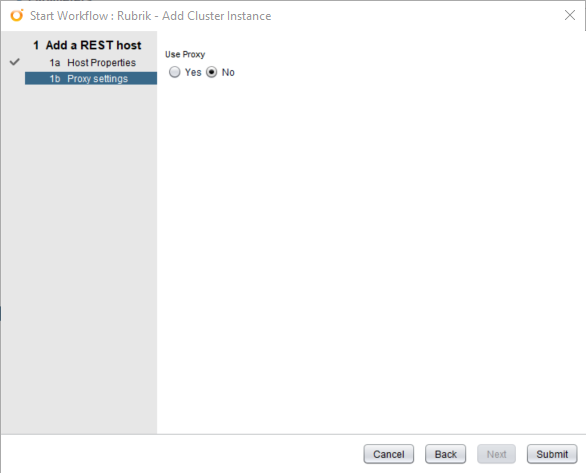 Start Workflow : Rubrik - Add Cluster Instance
1 Add a REST host
1a Host Properties
1b Proxy settings
Use Proxy
Yes No
Cancel Back Next Submit